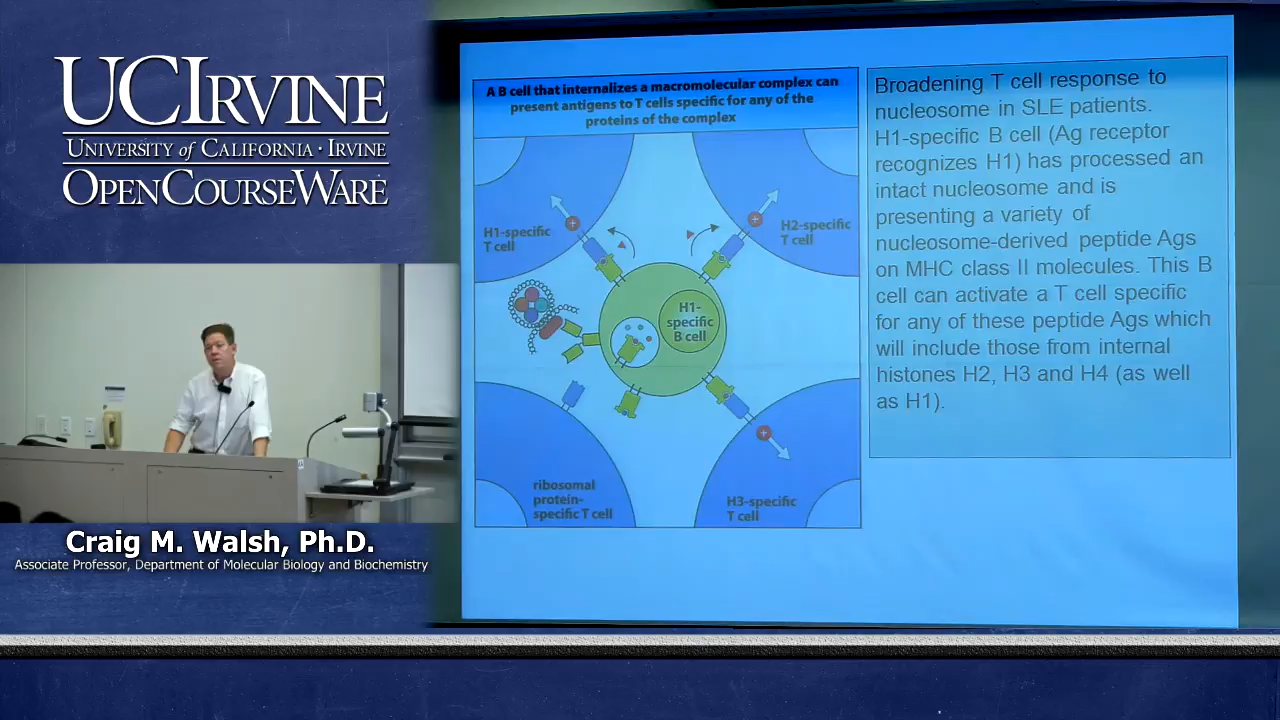 UCIRVINE
UNIVERSITY of CALIFORNIA · IRVINE
OPENCOURSEWARE
Craig M. Walsh, Ph.D.
Associate Professor, Department of Molecular Biology and Biochemistry
A B cell that internalizes a macromolecular complex can
present antigens to T cells specific for any of the
proteins of the complex
H1-specific
T cell
H2-specific
T cell
H1-
specific
B cell
ribosomal
protein-
specific T cell
H3-specific
T cell
Broadening T cell response to
nucleosome in SLE patients.
H1-specific B cell (Ag receptor
recognizes H1) has processed an
intact nucleosome and is
presenting a variety of
nucleosome-derived peptide Ags
on MHC class II molecules. This B
cell can activate a T cell specific
for any of these peptide Ags which
will include those from internal
histones H2, H3 and H4 (as well
as H1).